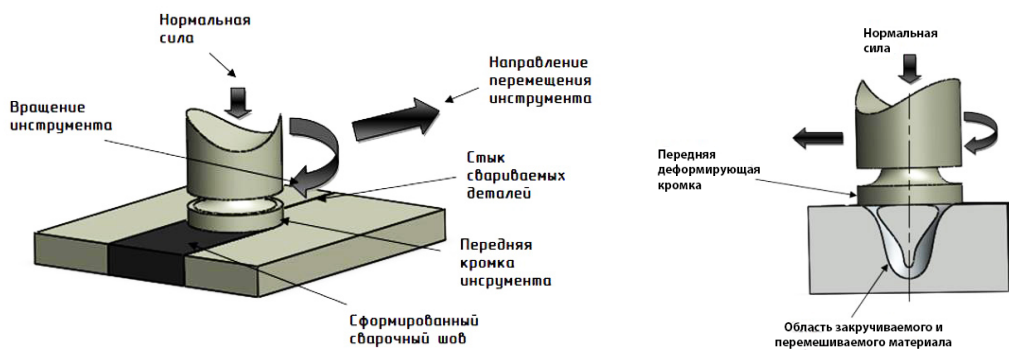 Нормальная
сила
Направление
перемещения
инструмента
Вращение
инструмента
Стык
свариваемых
деталей
Передняя
кромка
инсрумента
Сформированный
сварочный шов
Нормальная
сила
Передняя
деформирующая
кромка
Область закручиваемого и
перемешиваемого материала